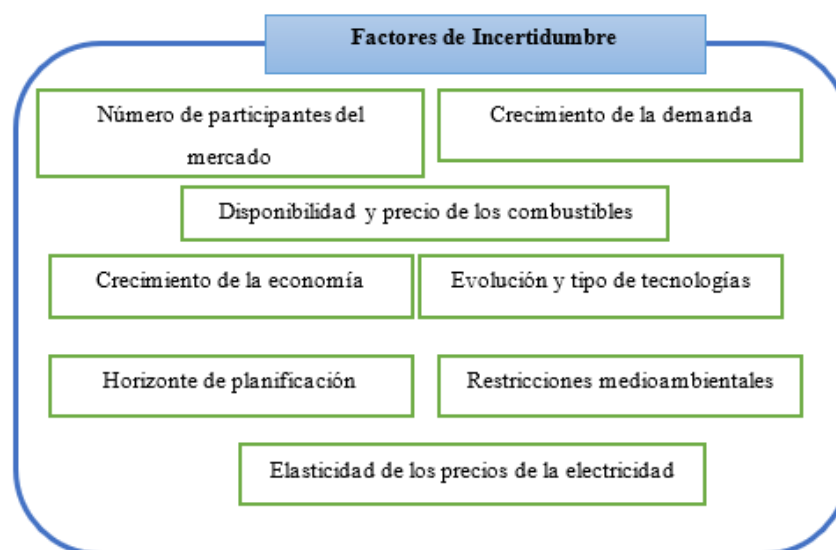 Factores de Incertidumbre
Número de participantes del
mercado
Crecimiento de la demanda
Disponibilidad y precio de los combustibles
Crecimiento de la economía
Evolución y tipo de tecnologías
Horizonte de planificación
Restricciones medioambientales
Elasticidad de los precios de la electricidad